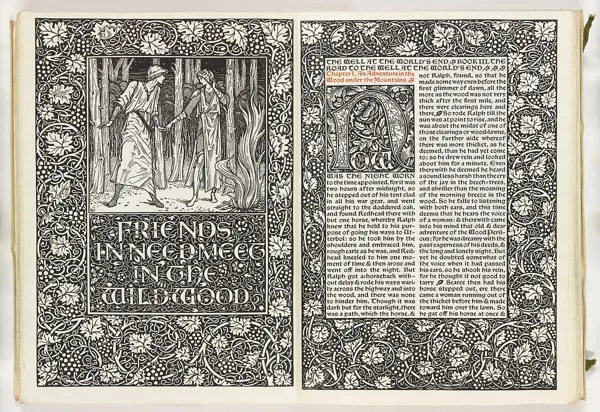 FRIENDS
IN NEED MEET
IN THE
WILD WOOD
THE WELL AT THE WORLD'S END BOOK III. THE
ROAD TO THE WELL AT THE WORLD'S END
Chapter I. An Adventure in the
Wood under the Mountains
NOW
WAS THE NIGHT WORN
to the time appointed, for it was
two hours after midnight, so
he stepped out of his tent clad
in all his war gear, and went
straight to the doddered oak,
and found Redhead there with
but one horse, whereby Ralph
knew that he held to his pur-
pose of going his ways to Ut-
terbol: so he took him by the
shoulders and embraced him,
rough carle as he was, and Red-
head kneeled to him one mo-
ment of time & then arose and
went off into the night. But
Ralph got a-horseback with-
out delay & rode his ways wari-
ly across the highway and into
the wood, and there was none
to hinder him. Though it was
dark but for the starlight, there
was a path, which the horse, &
not Ralph, found, so that he
made some way even before the
first glimmer of dawn, all the
more as the wood was not very
thick after the first mile, and
there were clearings here and
there. So rode Ralph till the
sun was at point to rise, and he
was about the midst of one of
those clearings or wood-lawns,
on the further side whereof
there was more thicket, as he
deemed, than he had yet come
to; so he drew rein and looked
about him for a minute. Even
therewith he deemed he heard
a sound less harsh than the cry
of the jay in the beech-trees,
and shriller than the moaning
of the morning breeze in the
wood. So he falls to listening
with both ears, and this time
deems that he hears the voice
of a woman: & therewith came
into his mind that old & dear
adventure of the Wood Peril-
ous; for he was dreamy with the
past eagerness of his deeds, &
the long and lonely night. But
yet he doubted somewhat of
the voice when it had passed
his ears, so he shook his rein,
for he thought it not good to
tarry Scarce then had his
horse stepped out, ere there
came a woman running out of
the thicket before him & made
toward him over the lawn. So
he gat off his horse at once &